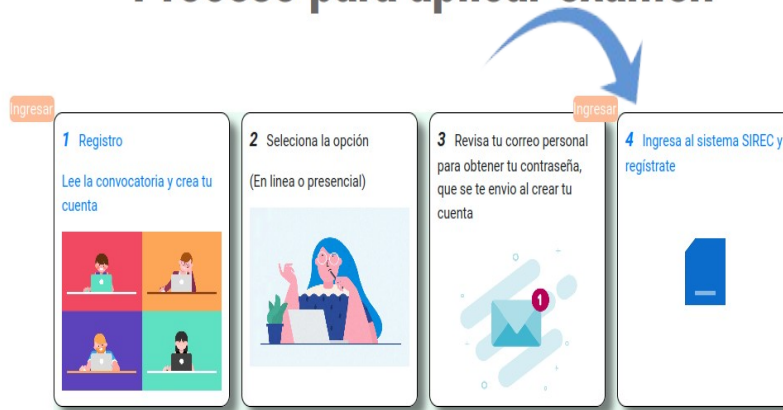 Proceso para aplicar examen
Ingresar
Ingresar
1 Registro
Lee la convocatoria y crea tu
cuenta
2 Seleciona la opción
(En linea o presencial)
3 Revisa tu correo personal
para obtener tu contraseña,
que se te envio al crear tu
cuenta
1
4 Ingresa al sistema SIREC y
regístrate